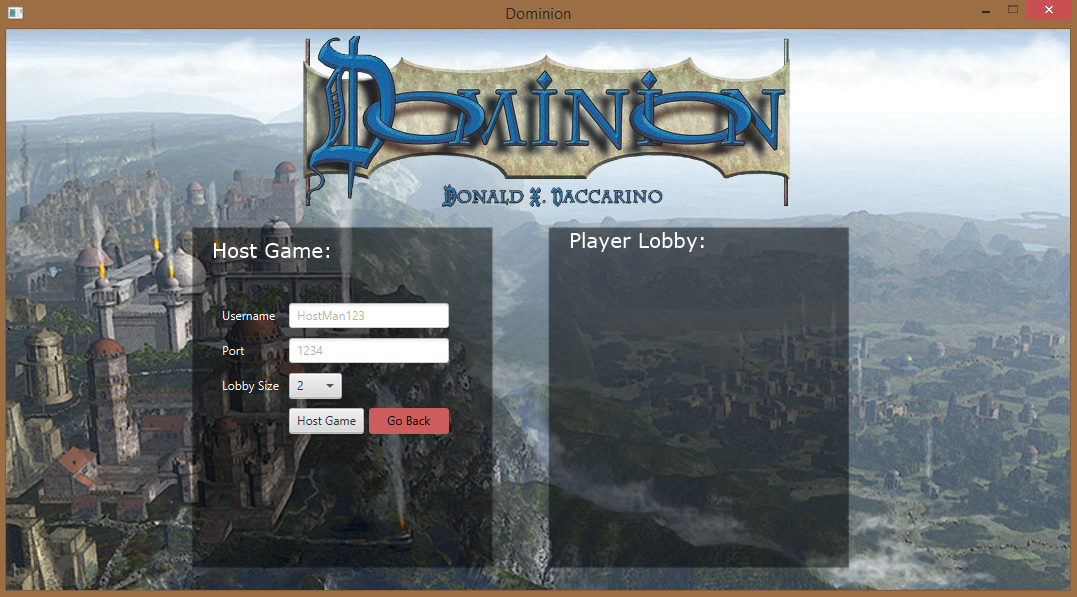 Dominion
DOMINION
DONALD X. VACCARINO
Host Game:
Player Lobby:
Username HostMan123
Port 1234
Lobby Size 2
Host Game Go Back